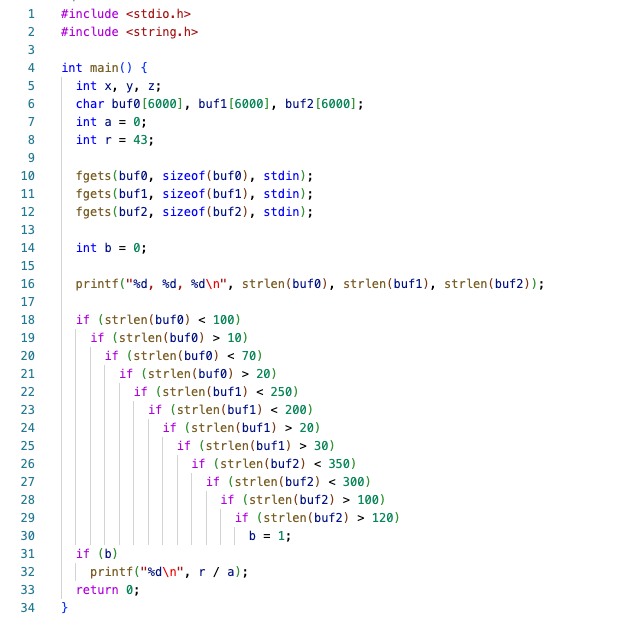 1 #include <stdio.h>
2 #include <string.h>
3
4 int main() {
5 int x, y, z;
6 char buf0[6000], buf1[6000], buf2[6000];
7 int a = 0;
8 int r = 43;
9
10 fgets(buf0, sizeof(buf0), stdin);
11 fgets(buf1, sizeof(buf1), stdin);
12 fgets(buf2, sizeof(buf2), stdin);
13
14 int b = 0;
15
16 printf("%d, %d, %d\n", strlen(buf0), strlen(buf1), strlen(buf2));
17
18 if (strlen(buf0) < 100)
19 if (strlen(buf0) > 10)
20 if (strlen(buf0) < 70)
21 if (strlen(buf0) > 20)
22 if (strlen(buf1) < 250)
23 if (strlen(buf1) < 200)
24 if (strlen(buf1) > 20)
25 if (strlen(buf1) > 30)
26 if (strlen(buf2) < 350)
27 if (strlen(buf2) < 300)
28 if (strlen(buf2) > 100)
29 if (strlen(buf2) > 120)
30 b = 1;
31 if (b)
32 printf("%d\n", r / a);
33 return 0;
34 }